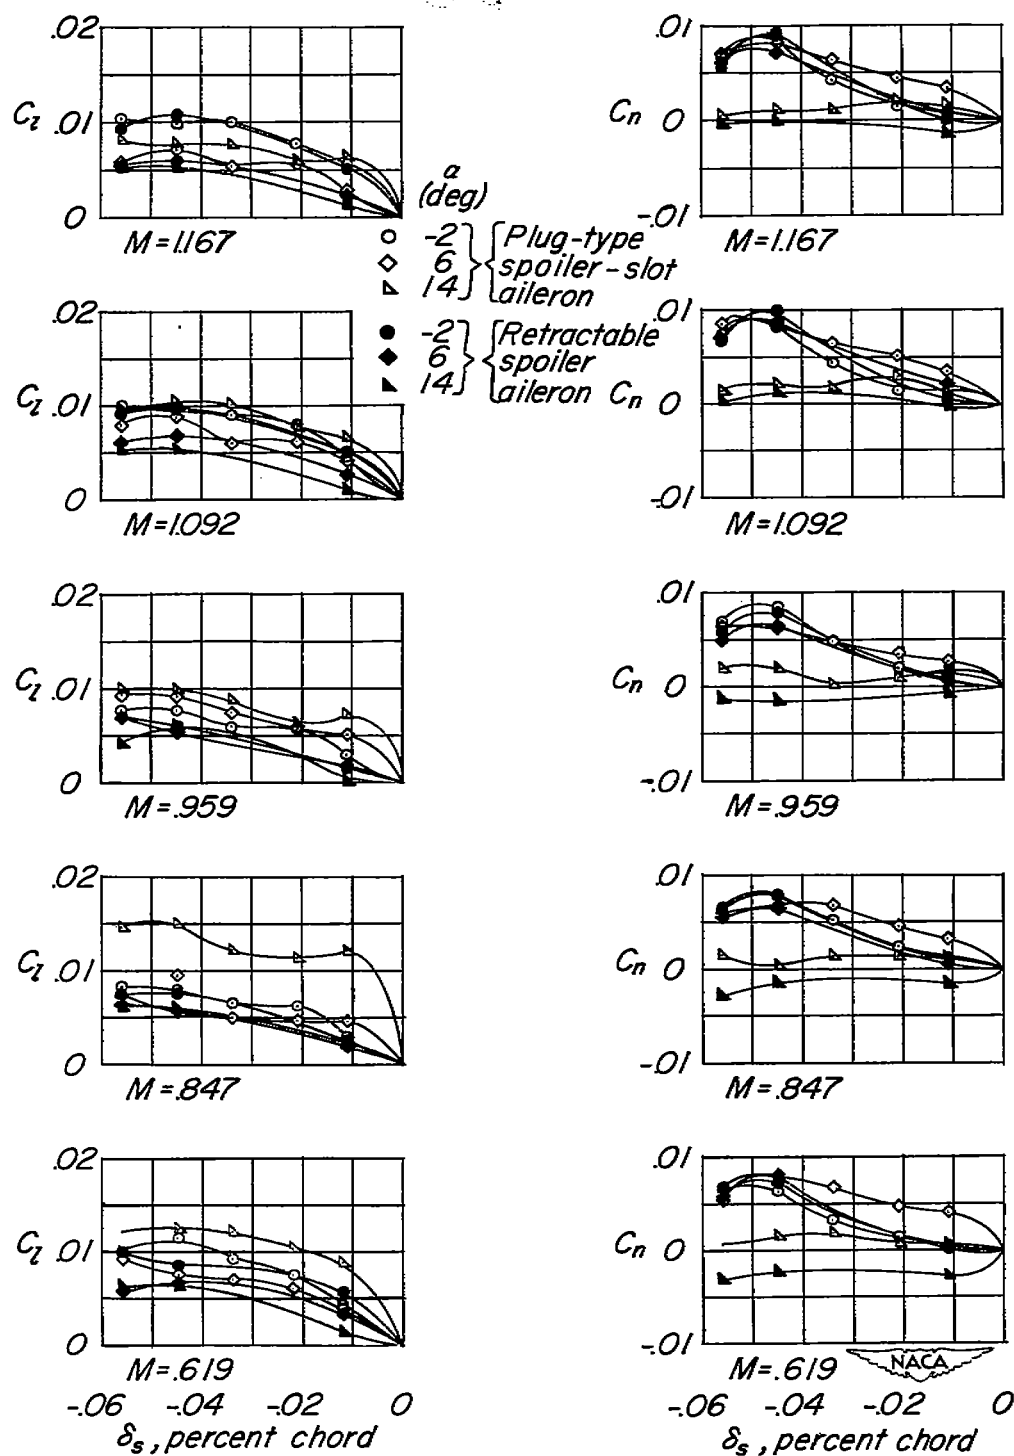 .02
C_l .01
0
M=1.167
.01
C_n 0
-.01
M=1.167
α
(deg)
-2 Plug-type
6 spoiler-slot
14 aileron
-2 Retractable
6 spoiler
14 aileron
.02
C_l .01
0
M=1.092
.01
C_n 0
-.01
M=1.092
.02
C_l .01
0
M=.959
.01
C_n 0
-.01
M=.959
.02
C_l .01
0
M=.847
.01
C_n 0
-.01
M=.847
.02
C_l .01
0
M=.619
.01
C_n 0
-.01
M=.619
NACA
-.06 -.04 -.02 0
δ_s, percent chord
-.06 -.04 -.02 0
δ_s, percent chord